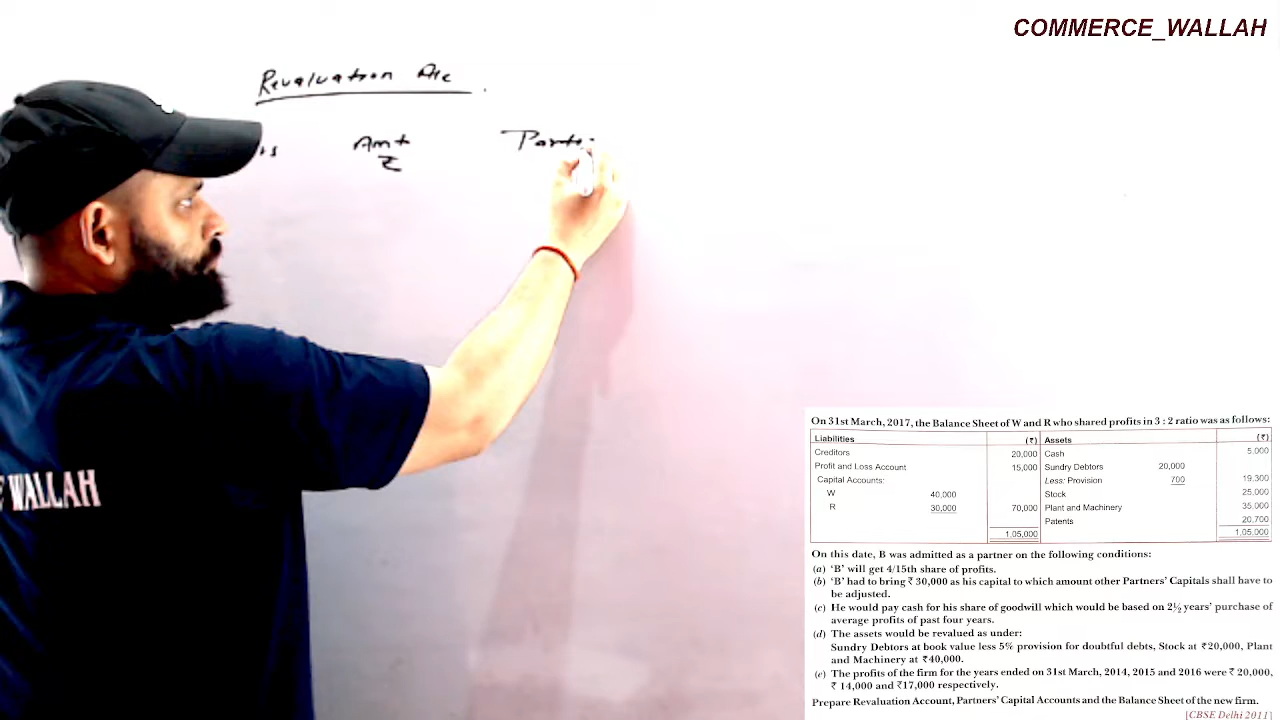 COMMERCE_WALLAH
Revaluation A/c
Amt
₹
WALLAH
On 31st March, 2017, the Balance Sheet of W and R who shared profits in 3 : 2 ratio was as follows:
Liabilities (₹) Assets (₹)
Creditors 20,000 Cash 5,000
Profit and Loss Account 15,000 Sundry Debtors 20,000
Capital Accounts: Less: Provision 700 19,300
W 40,000 Stock 25,000
R 30,000 70,000 Plant and Machinery 35,000
Patents 20,700
1,05,000 1,05,000
On this date, B was admitted as a partner on the following conditions:
(a) 'B' will get 4/15th share of profits.
(b) 'B' had to bring ₹ 30,000 as his capital to which amount other Partners' Capitals shall have to
be adjusted.
(c) He would pay cash for his share of goodwill which would be based on 2½ years' purchase of
average profits of past four years.
(d) The assets would be revalued as under:
Sundry Debtors at book value less 5% provision for doubtful debts, Stock at ₹20,000, Plant
and Machinery at ₹40,000.
(e) The profits of the firm for the years ended on 31st March, 2014, 2015 and 2016 were ₹ 20,000,
₹ 14,000 and ₹17,000 respectively.
Prepare Revaluation Account, Partners' Capital Accounts and the Balance Sheet of the new firm.
[CBSE Delhi 2011]